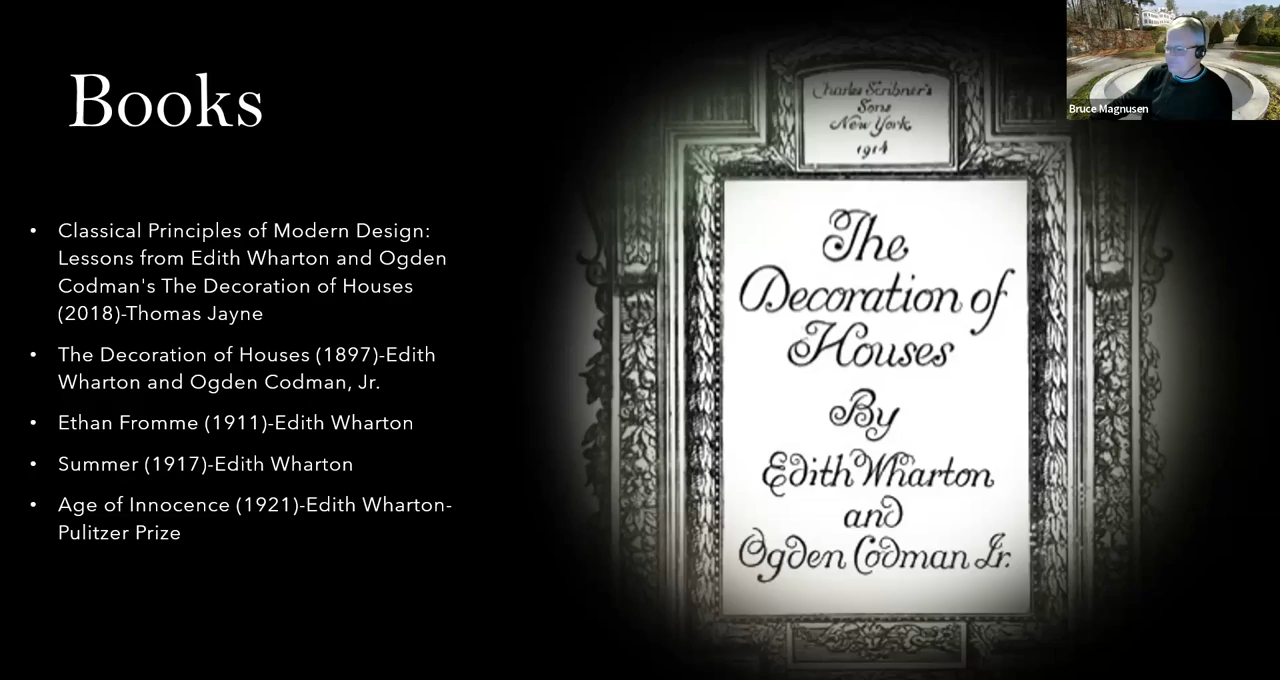 Books
• Classical Principles of Modern Design:
Lessons from Edith Wharton and Ogden
Codman's The Decoration of Houses
(2018)-Thomas Jayne
• The Decoration of Houses (1897)-Edith
Wharton and Ogden Codman, Jr.
• Ethan Fromme (1911)-Edith Wharton
• Summer (1917)-Edith Wharton
• Age of Innocence (1921)-Edith Wharton-
Pulitzer Prize
Charles Scribner's
Sons
New York
1914
The
Decoration of
Houses
By
Edith Wharton
and
Ogden Codman Jr.
Bruce Magnusen